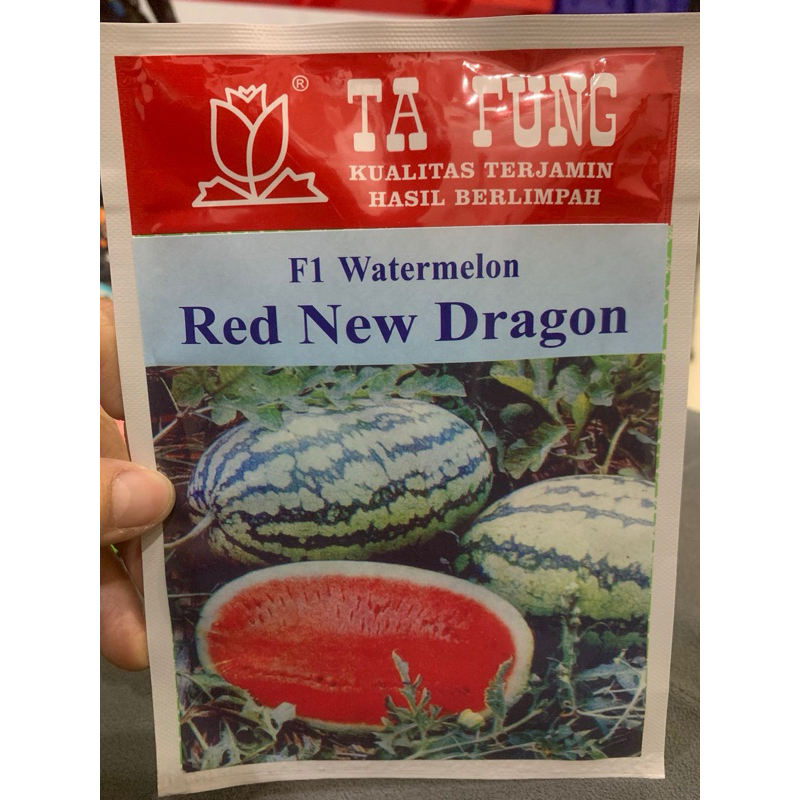 ®
TA FUNG
KUALITAS TERJAMIN
HASIL BERLIMPAH
F1 Watermelon
Red New Dragon